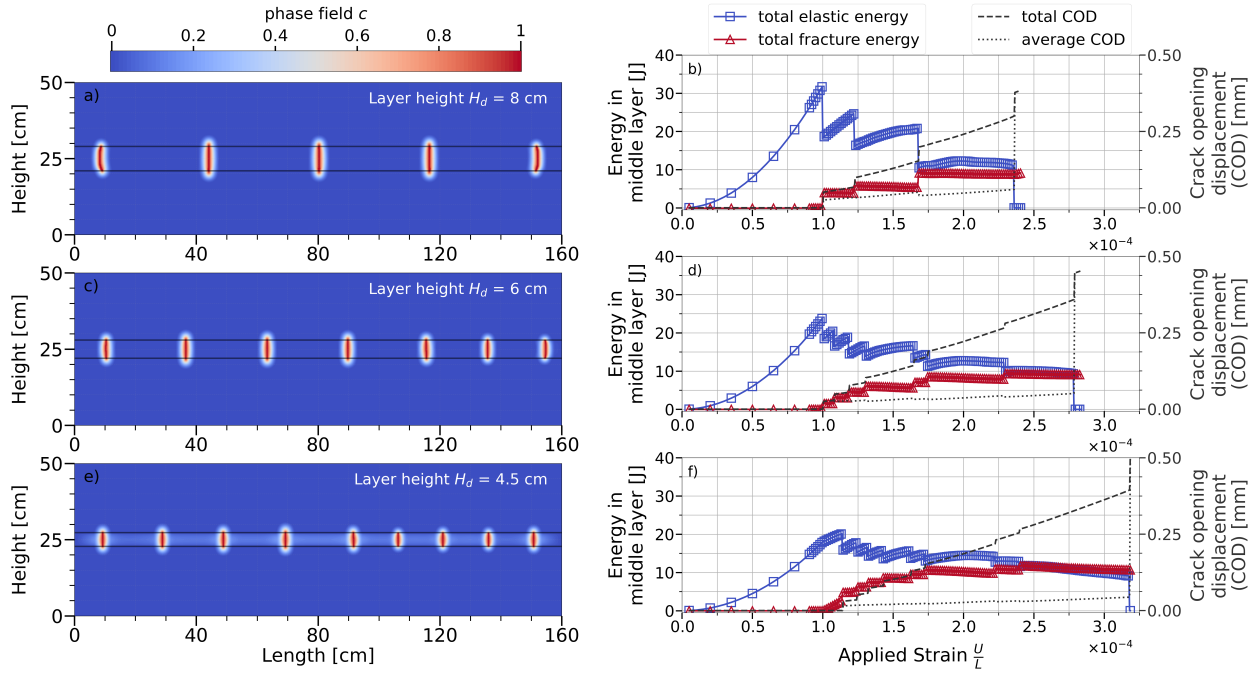 phase field c
0
0.2
0.4
0.6
0.8
1
total elastic energy
total fracture energy
total COD
average COD
a)
Layer height H_d = 8 cm
Height [cm]
50
25
0
0
40
80
120
160
b)
Energy in
middle layer [J]
40
30
20
10
0
0.50
0.25
0.00
Crack opening
displacement
(COD) [mm]
0.0
0.5
1.0
1.5
2.0
2.5
3.0
×10⁻⁴
c)
Layer height H_d = 6 cm
Height [cm]
50
25
0
0
40
80
120
160
d)
Energy in
middle layer [J]
40
30
20
10
0
0.50
0.25
0.00
Crack opening
displacement
(COD) [mm]
0.0
0.5
1.0
1.5
2.0
2.5
3.0
×10⁻⁴
e)
Layer height H_d = 4.5 cm
Height [cm]
50
25
0
0
40
80
120
160
Length [cm]
f)
Energy in
middle layer [J]
40
30
20
10
0
0.50
0.25
0.00
Crack opening
displacement
(COD) [mm]
0.0
0.5
1.0
1.5
2.0
2.5
3.0
×10⁻⁴
Applied Strain U/L